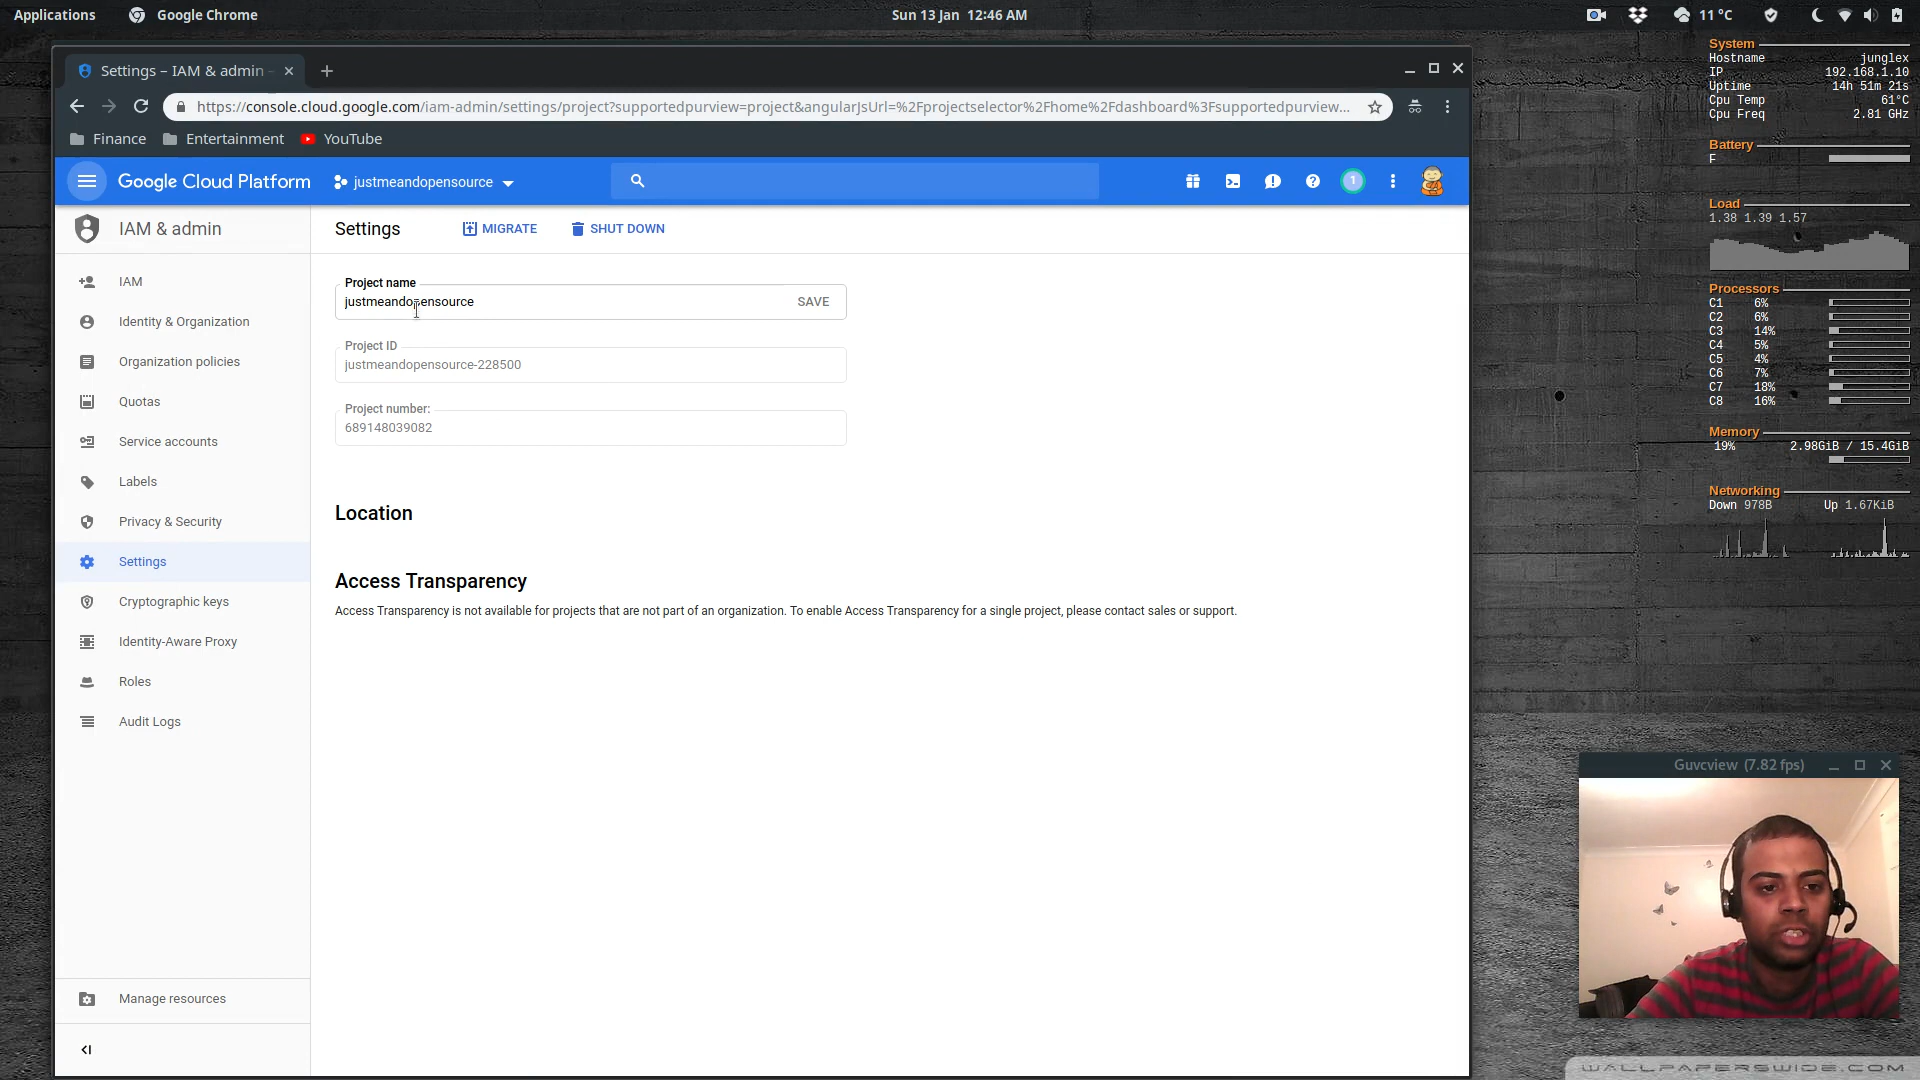 Applications Google Chrome Sun 13 Jan 12:46 AM 11 °C
Settings – IAM & admin -
https://console.cloud.google.com/iam-admin/settings/project?supportedpurview=project&angularJsUrl=%2Fprojectselector%2Fhome%2Fdashboard%3Fsupportedpurview...
Finance Entertainment YouTube
Google Cloud Platform justmeandopensource 1
IAM & admin
IAM
Identity & Organization
Organization policies
Quotas
Service accounts
Labels
Privacy & Security
Settings
Cryptographic keys
Identity-Aware Proxy
Roles
Audit Logs
Manage resources
Settings MIGRATE SHUT DOWN
Project name
justmeandopensource SAVE
Project ID
justmeandopensource-228500
Project number:
689148039082
Location
Access Transparency
Access Transparency is not available for projects that are not part of an organization. To enable Access Transparency for a single project, please contact sales or support.
System
Hostname junglex
IP 192.168.1.10
Uptime 14h 51m 21s
Cpu Temp 61°C
Cpu Freq 2.81 GHz
Battery
F
Load
1.38 1.39 1.57
Processors
C1 6%
C2 6%
C3 14%
C4 5%
C5 4%
C6 7%
C7 18%
C8 16%
Memory
19% 2.98GiB / 15.4GiB
Networking
Down 978B Up 1.67KiB
Guvcview (7.82 fps)
WALLPAPERSWIDE.COM